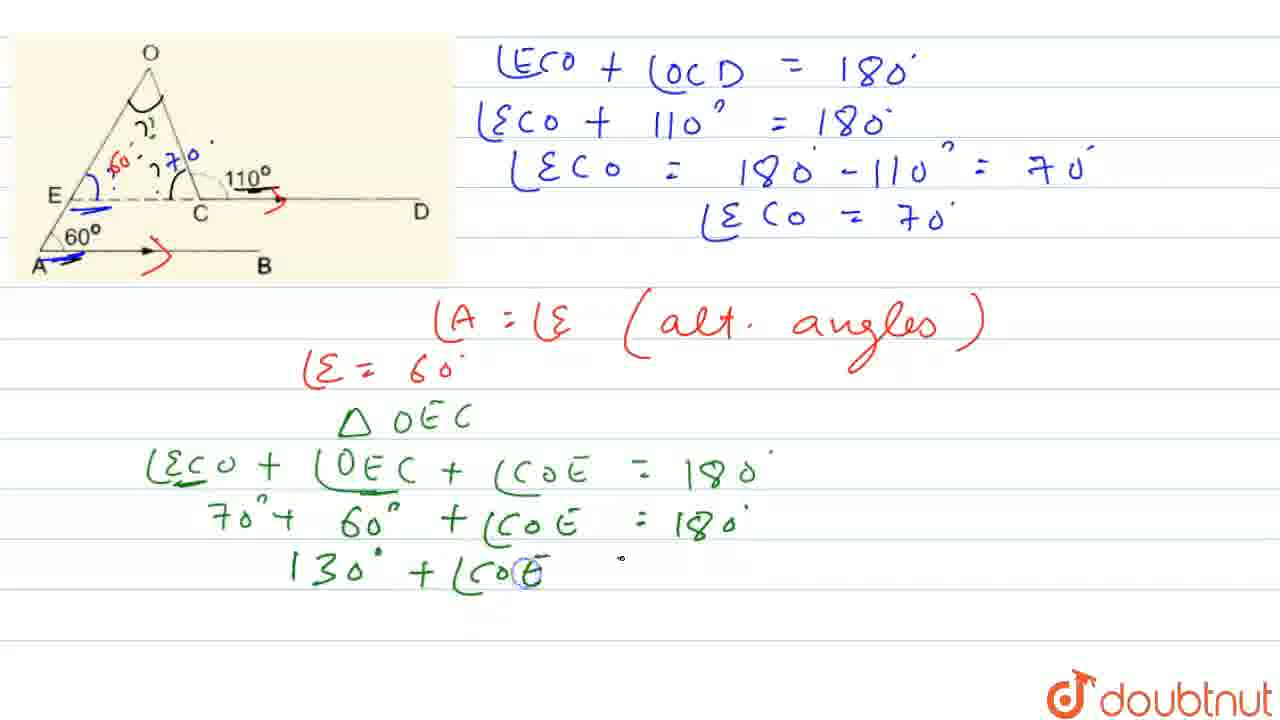 O
?
60° 70°
? ?
110°
E
C
D
60°
A
B
∠ECO + ∠OCD = 180°
∠ECO + 110° = 180°
∠ECO = 180° - 110° = 70°
∠ECO = 70°
∠A = ∠E (alt. angles)
∠E = 60°
△ OEC
∠ECO + ∠OEC + ∠COE = 180°
70° + 60° + ∠COE = 180°
130° + ∠COE
doubtnut